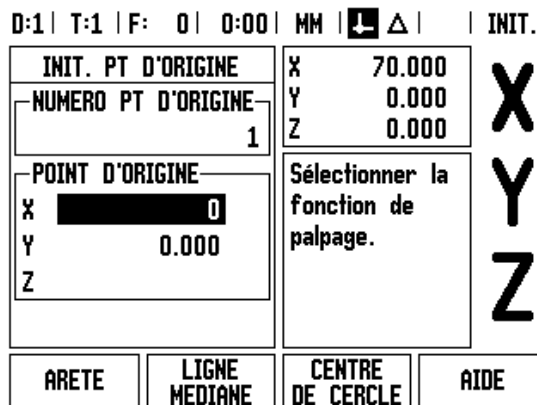 D:1 | T:1 | F: 0 | 0:00 | MM | Δ | | INIT.
INIT. PT D'ORIGINE
NUMERO PT D'ORIGINE
1
POINT D'ORIGINE
X 0
Y 0.000
Z
X 70.000
Y 0.000
Z 0.000
Sélectionner la
fonction de
palpage.
X
Y
Z
ARETE
LIGNE
MEDIANE
CENTRE
DE CERCLE
AIDE